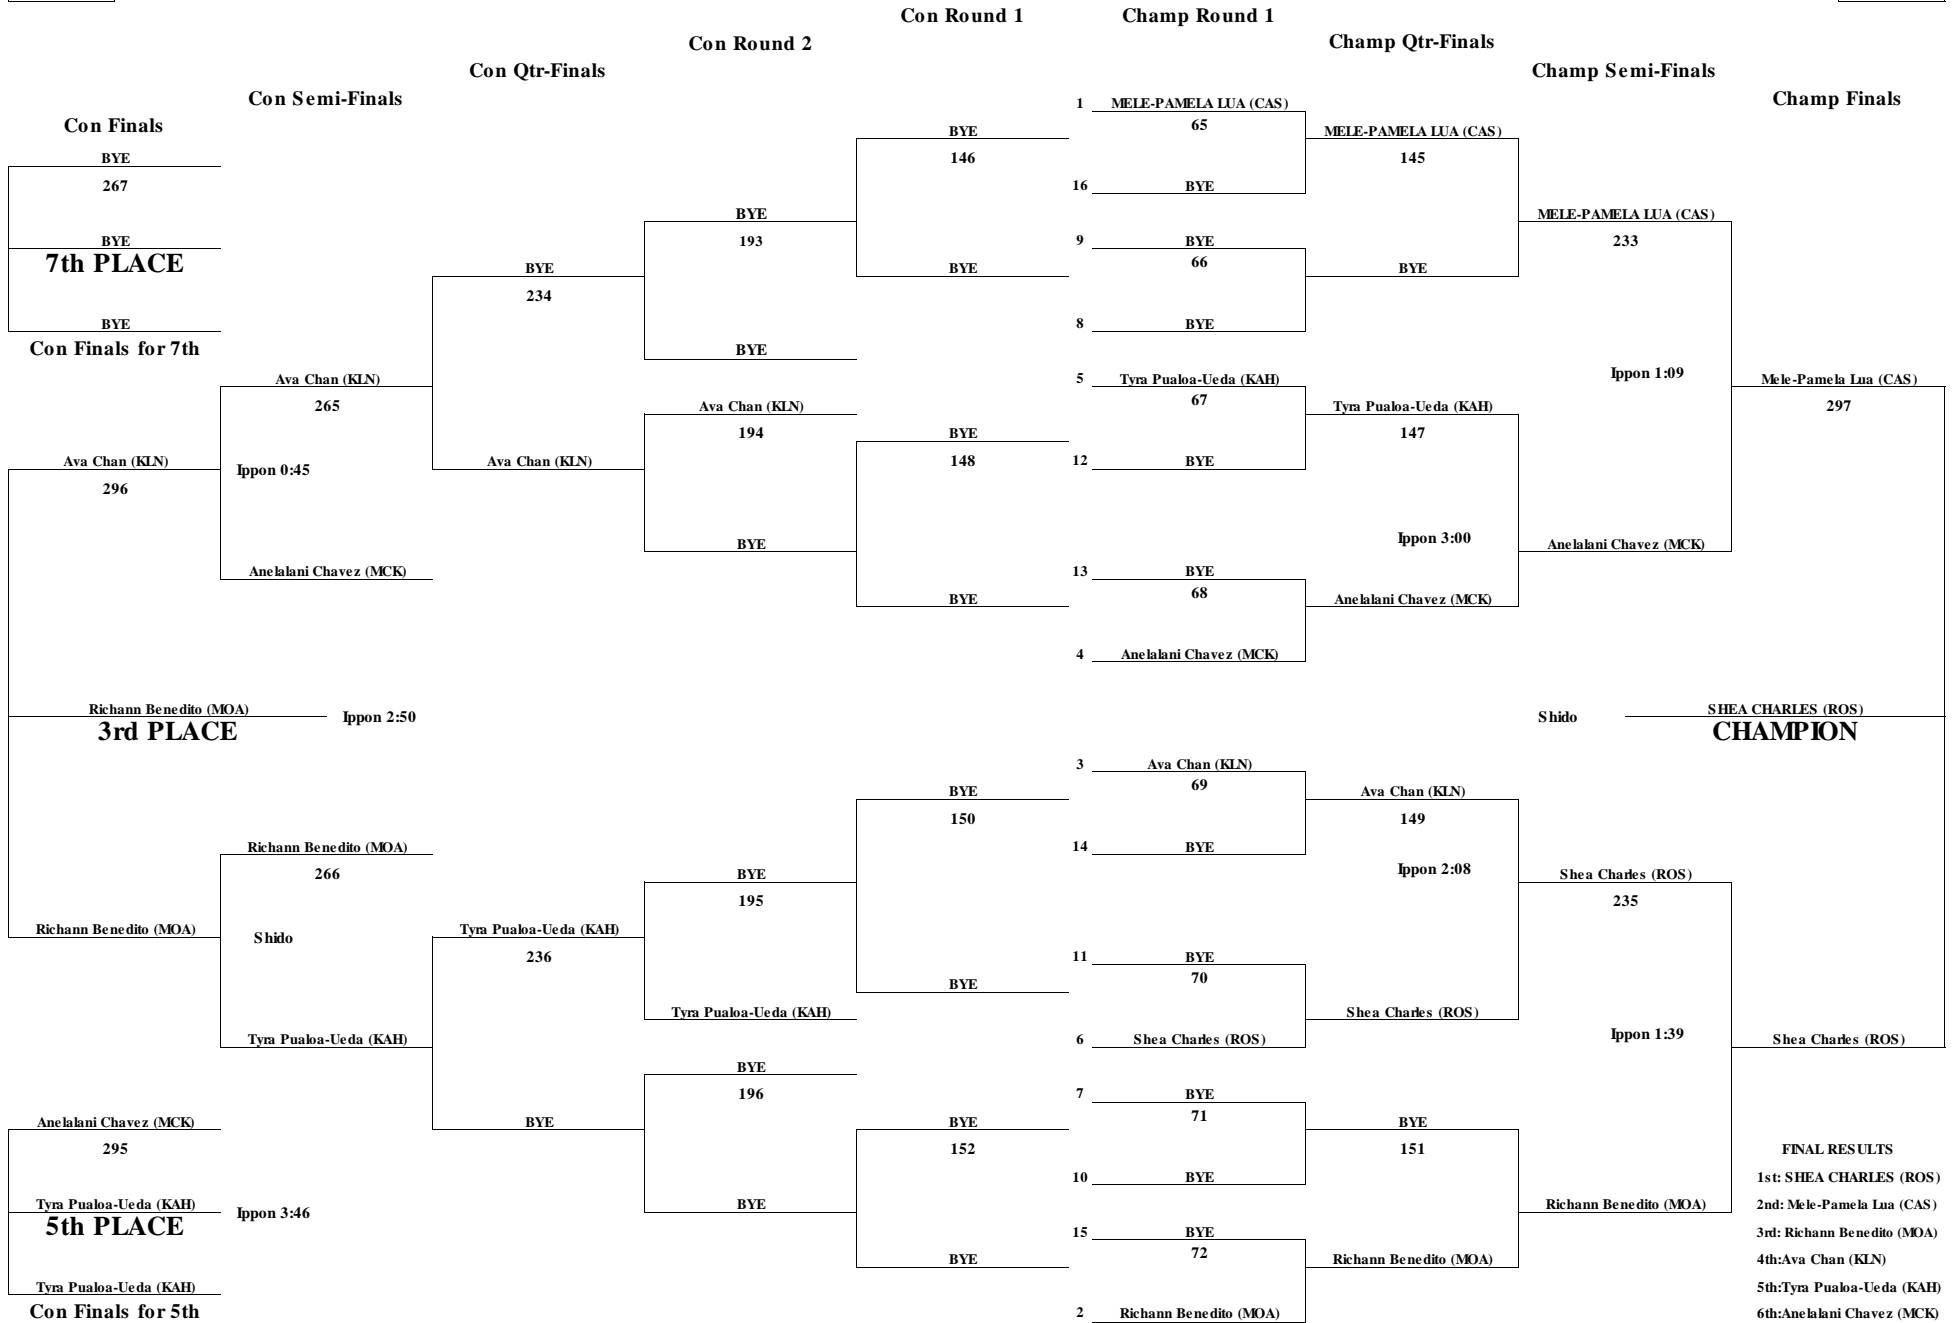 Con Round 1
Champ Round 1
Con Round 2
Champ Qtr-Finals
Con Qtr-Finals
Champ Semi-Finals
Con Semi-Finals
Champ Finals
Con Finals
BYE
267
BYE
7th PLACE
BYE
Con Finals for 7th
Ava Chan (KLN)
296
Richann Benedito (MOA)
3rd PLACE
Ippon 2:50
Richann Benedito (MOA)
Anelalani Chavez (MCK)
295
Tyra Pualoa-Ueda (KAH)
5th PLACE
Ippon 3:46
Tyra Pualoa-Ueda (KAH)
Con Finals for 5th
Ava Chan (KLN)
265
Ippon 0:45
Anelalani Chavez (MCK)
Richann Benedito (MOA)
266
Shido
Tyra Pualoa-Ueda (KAH)
BYE
234
Ava Chan (KLN)
Tyra Pualoa-Ueda (KAH)
236
BYE
BYE
193
BYE
Ava Chan (KLN)
194
BYE
BYE
195
Tyra Pualoa-Ueda (KAH)
BYE
196
BYE
BYE
146
BYE
BYE
148
BYE
BYE
150
BYE
BYE
152
BYE
1 MELE-PAMELA LUA (CAS)
65
16 BYE
9 BYE
66
8 BYE
5 Tyra Pualoa-Ueda (KAH)
67
12 BYE
13 BYE
68
4 Anelalani Chavez (MCK)
3 Ava Chan (KLN)
69
14 BYE
11 BYE
70
6 Shea Charles (ROS)
7 BYE
71
10 BYE
15 BYE
72
2 Richann Benedito (MOA)
MELE-PAMELA LUA (CAS)
145
BYE
Tyra Pualoa-Ueda (KAH)
147
Ippon 3:00
Anelalani Chavez (MCK)
Ava Chan (KLN)
149
Ippon 2:08
Shea Charles (ROS)
BYE
151
Richann Benedito (MOA)
MELE-PAMELA LUA (CAS)
233
Ippon 1:09
Anelalani Chavez (MCK)
Shea Charles (ROS)
235
Ippon 1:39
Richann Benedito (MOA)
Mele-Pamela Lua (CAS)
297
Shido
SHEA CHARLES (ROS)
CHAMPION
Shea Charles (ROS)
FINAL RESULTS
1st: SHEA CHARLES (ROS)
2nd: Mele-Pamela Lua (CAS)
3rd: Richann Benedito (MOA)
4th:Ava Chan (KLN)
5th:Tyra Pualoa-Ueda (KAH)
6th:Anelalani Chavez (MCK)